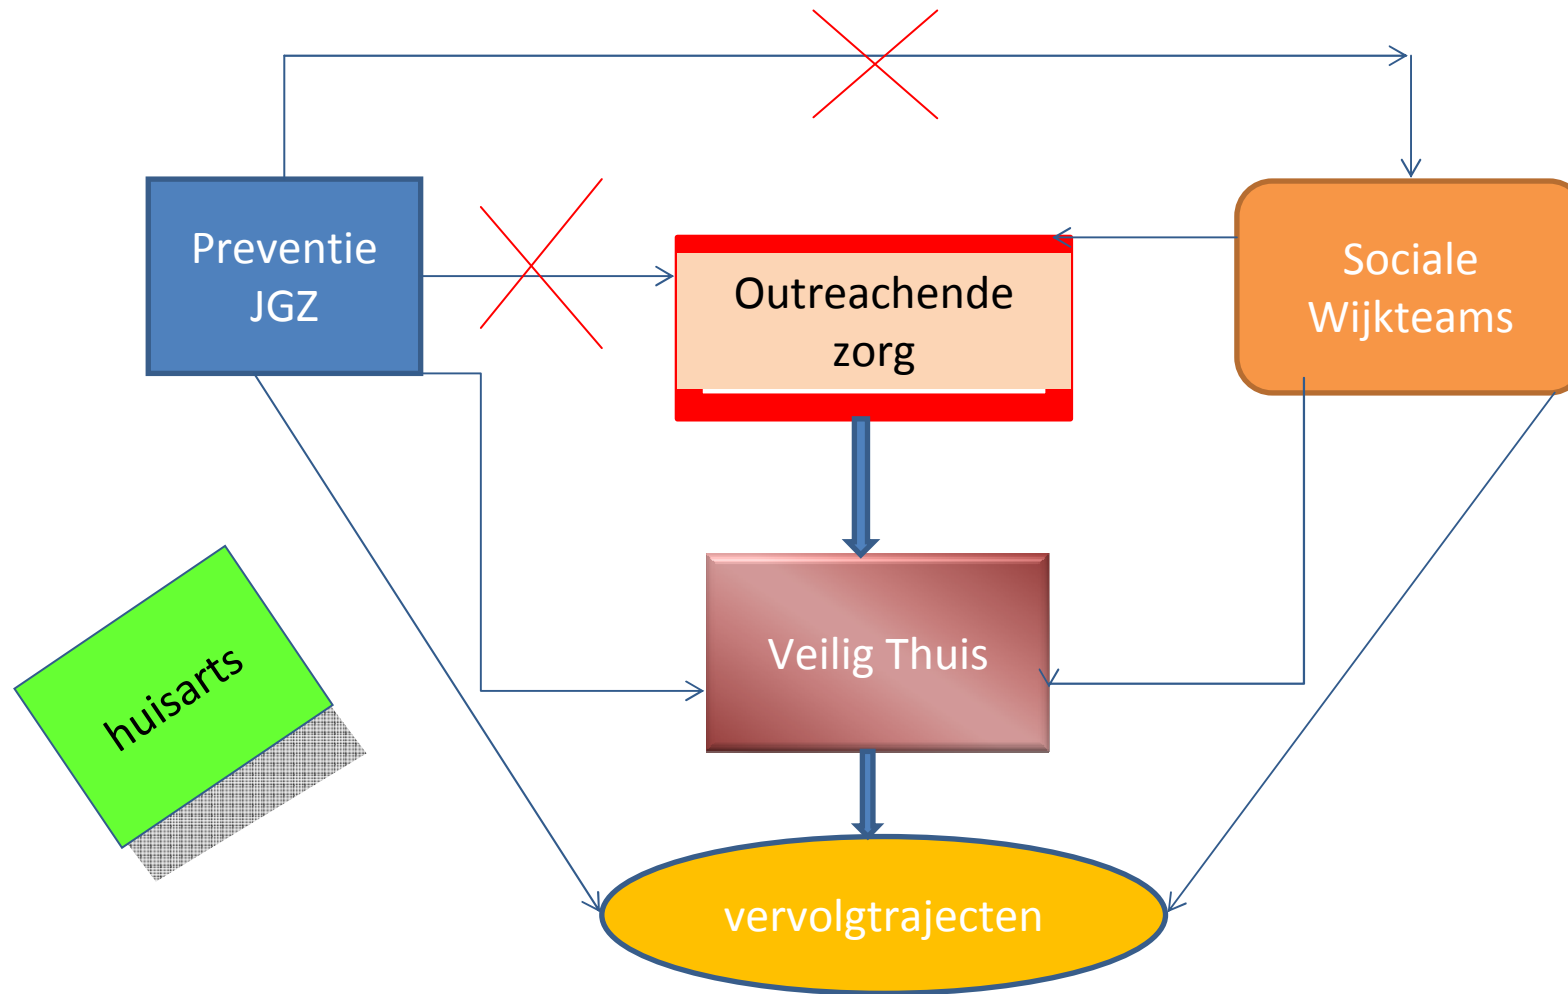 Preventie
JGZ
Outreachende
zorg
Sociale
Wijkteams
Veilig Thuis
huisarts
vervolgtrajecten